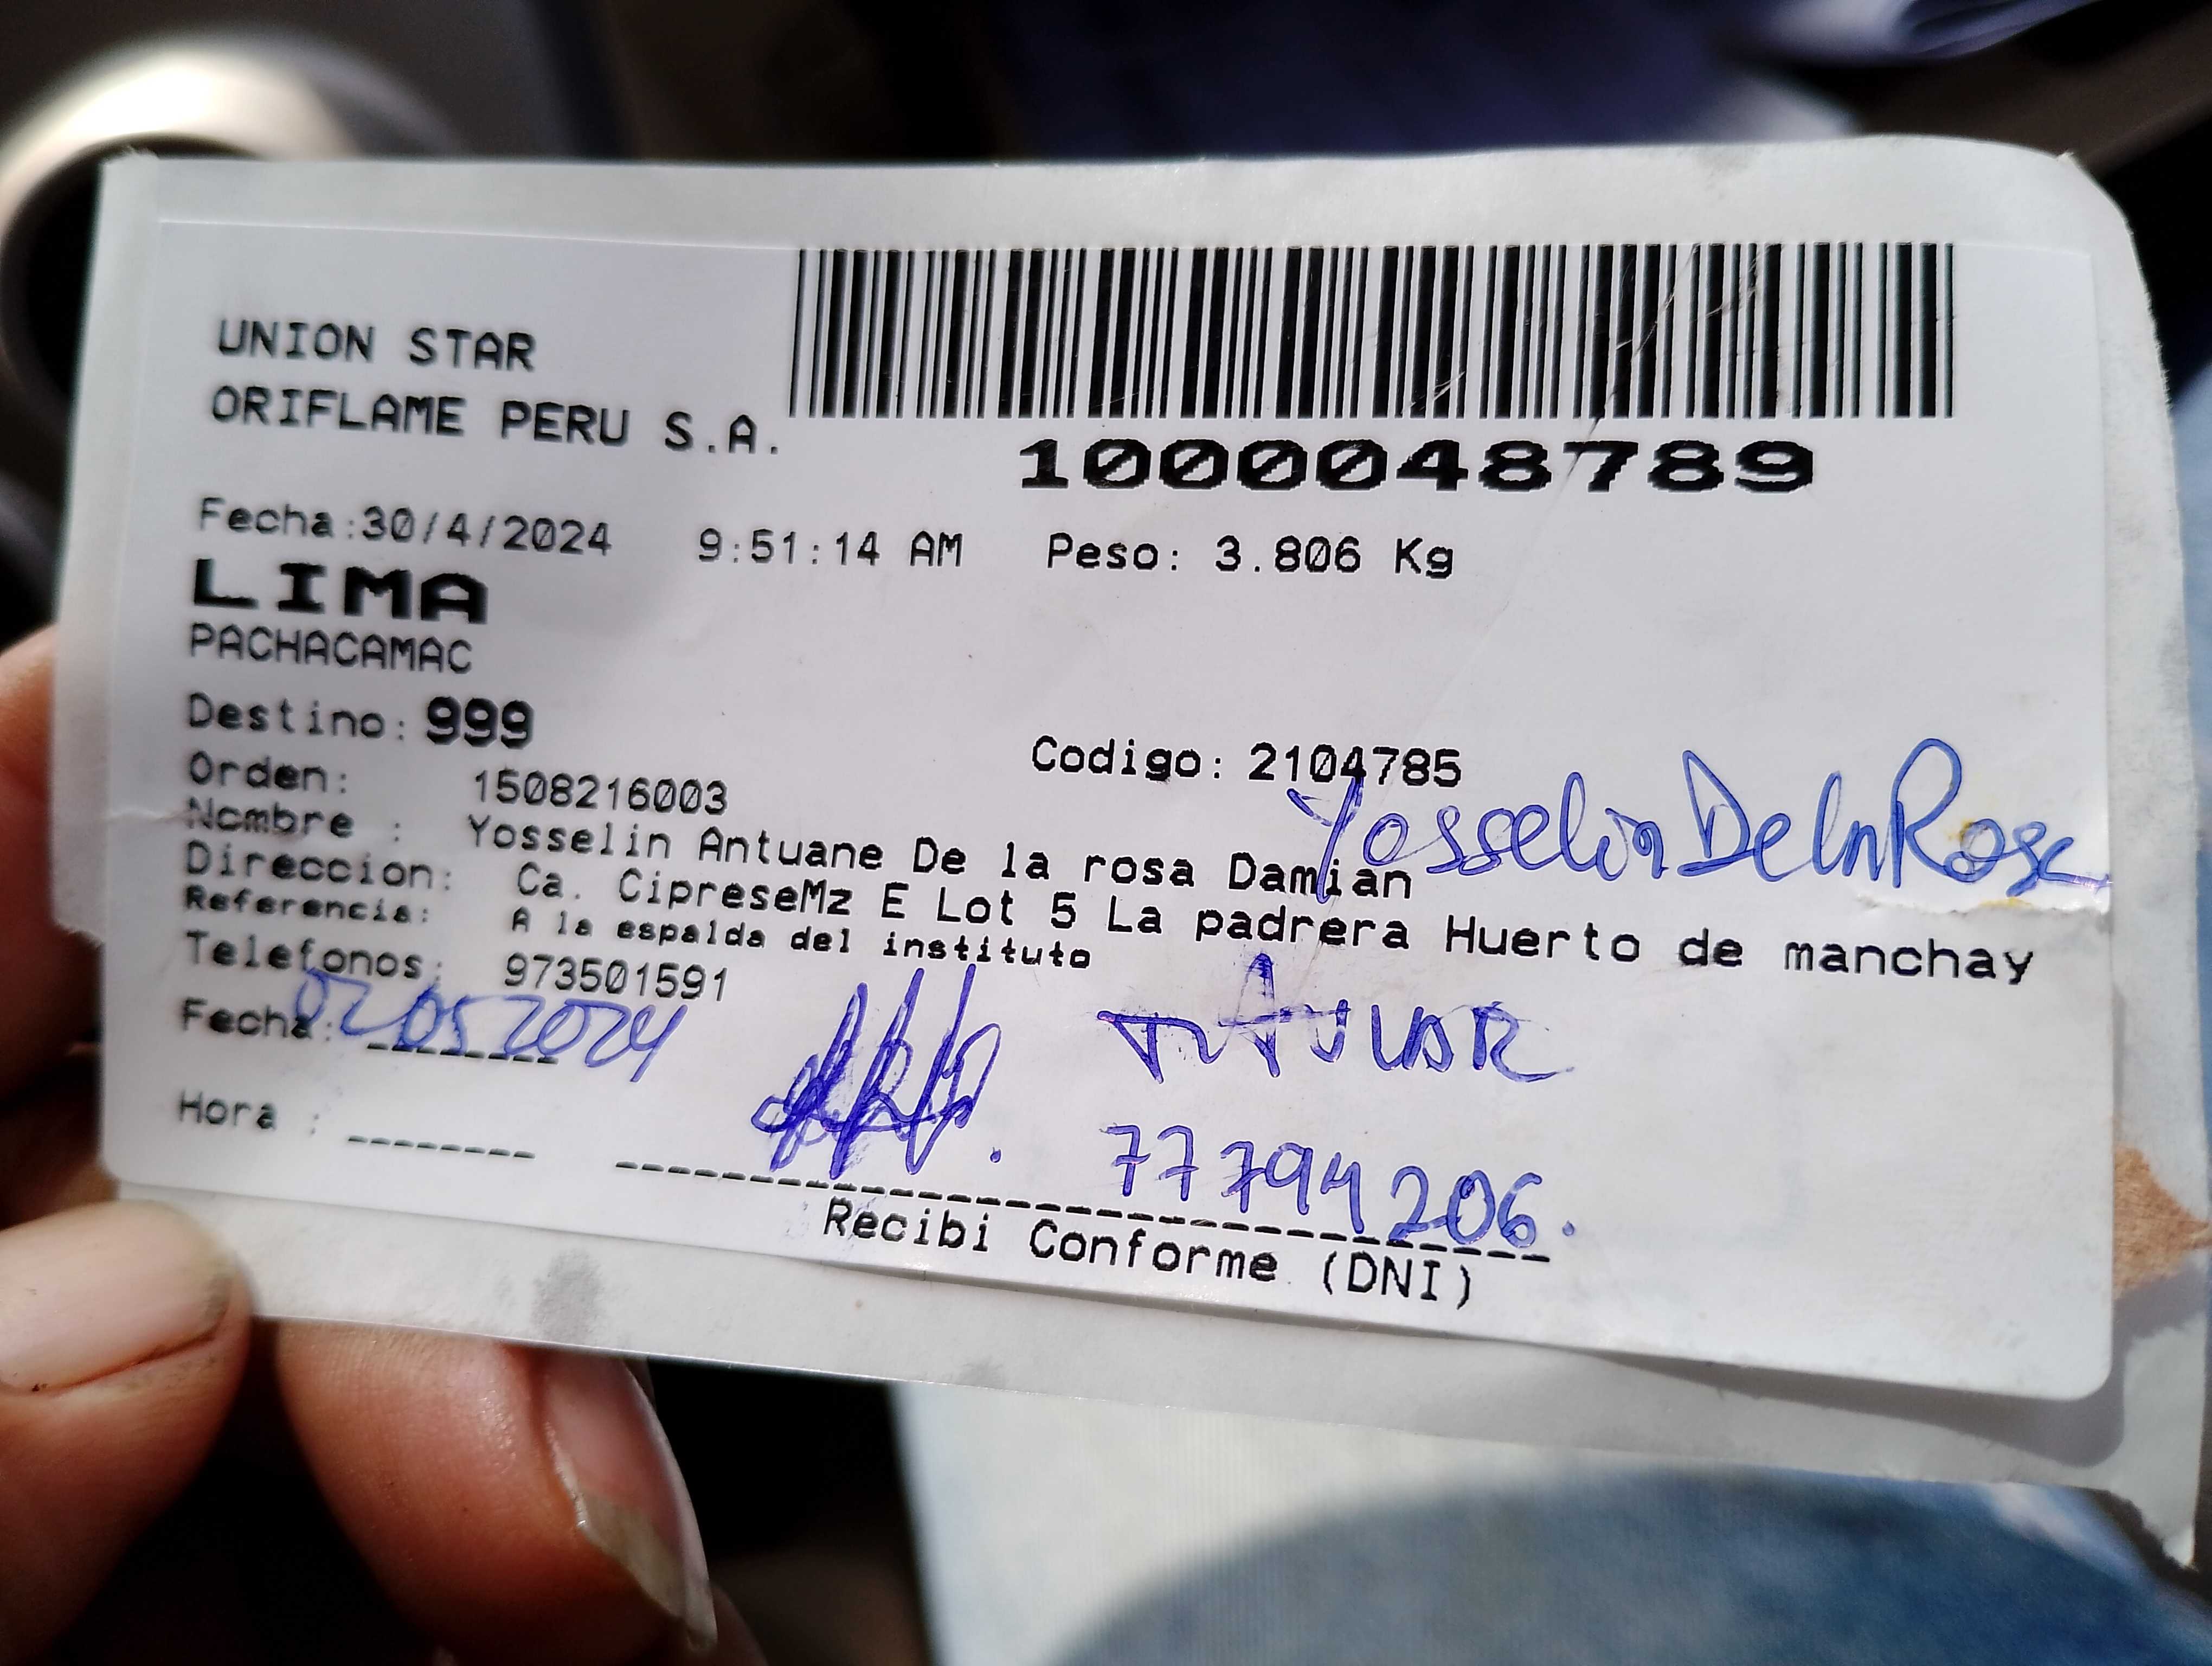 UNION STAR
ORIFLAME PERU S.A.
1000048789
Fecha:30/4/2024 9:51:14 AM Peso: 3.806 Kg
LIMA
PACHACAMAC
Destino: 999
Codigo: 2104785
Orden: 1508216003
Nombre : Yosselin Antuane De la rosa Damian
Yosselin De la Rosa
Direccion: Ca. CipreseMz E Lot 5 La padrera Huerto de manchay
Referencia: A la espalda del instituto
Telefonos: 973501591
Fecha: 02 05 2024
TITULAR
Hora :
77794206.
Recibi Conforme (DNI)